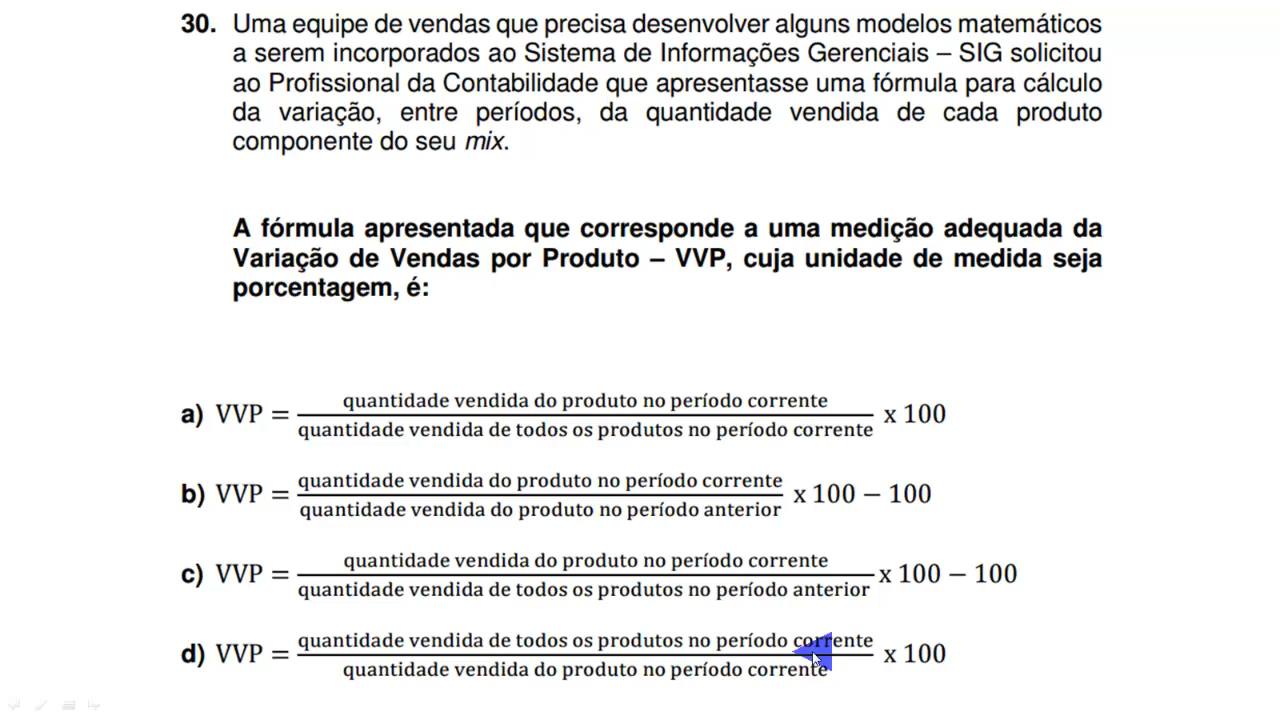 30. Uma equipe de vendas que precisa desenvolver alguns modelos matemáticos
a serem incorporados ao Sistema de Informações Gerenciais – SIG solicitou
ao Profissional da Contabilidade que apresentasse uma fórmula para cálculo
da variação, entre períodos, da quantidade vendida de cada produto
componente do seu mix.
A fórmula apresentada que corresponde a uma medição adequada da
Variação de Vendas por Produto – VVP, cuja unidade de medida seja
porcentagem, é:
quantidade vendida do produto no período corrente
a) VVP = x 100
quantidade vendida de todos os produtos no período corrente
quantidade vendida do produto no período corrente
b) VVP = x 100 – 100
quantidade vendida do produto no período anterior
quantidade vendida do produto no período corrente
c) VVP = x 100 – 100
quantidade vendida de todos os produtos no período anterior
quantidade vendida de todos os produtos no período corrente
d) VVP = x 100
quantidade vendida do produto no período corrente